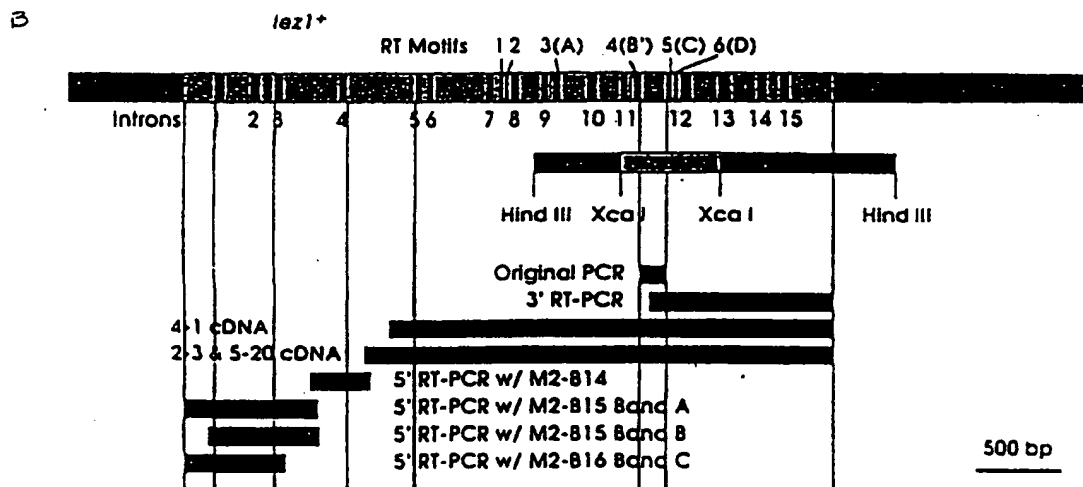 B
lez1+
RT Motifs 1 2 3(A) 4(B') 5(C) 6(D)
Introns 1 2 3 4 5 6 7 8 9 10 11 12 13 14 15
Hind III Xca I Xca I Hind III
Original PCR
3' RT-PCR
4-1 cDNA
2-3 & 5-20 cDNA
5' RT-PCR w/ M2-B14
5' RT-PCR w/ M2-B15 Band A
5' RT-PCR w/ M2-B15 Band B
5' RT-PCR w/ M2-B16 Band C
500 bp